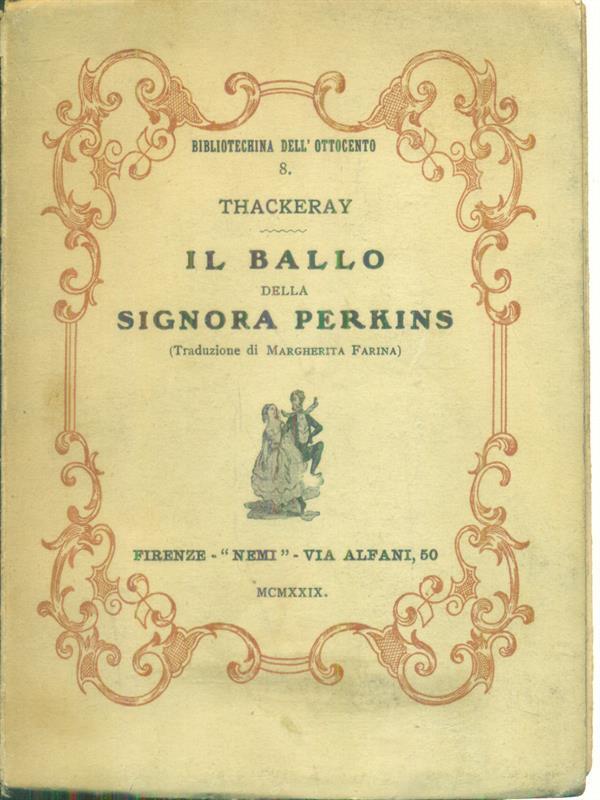 BIBLIOTECHINA DELL' OTTOCENTO
8.
THACKERAY
IL BALLO
DELLA
SIGNORA PERKINS
(Traduzione di MARGHERITA FARINA)
FIRENZE - "NEMI" - VIA ALFANI, 50
MCMXXIX.